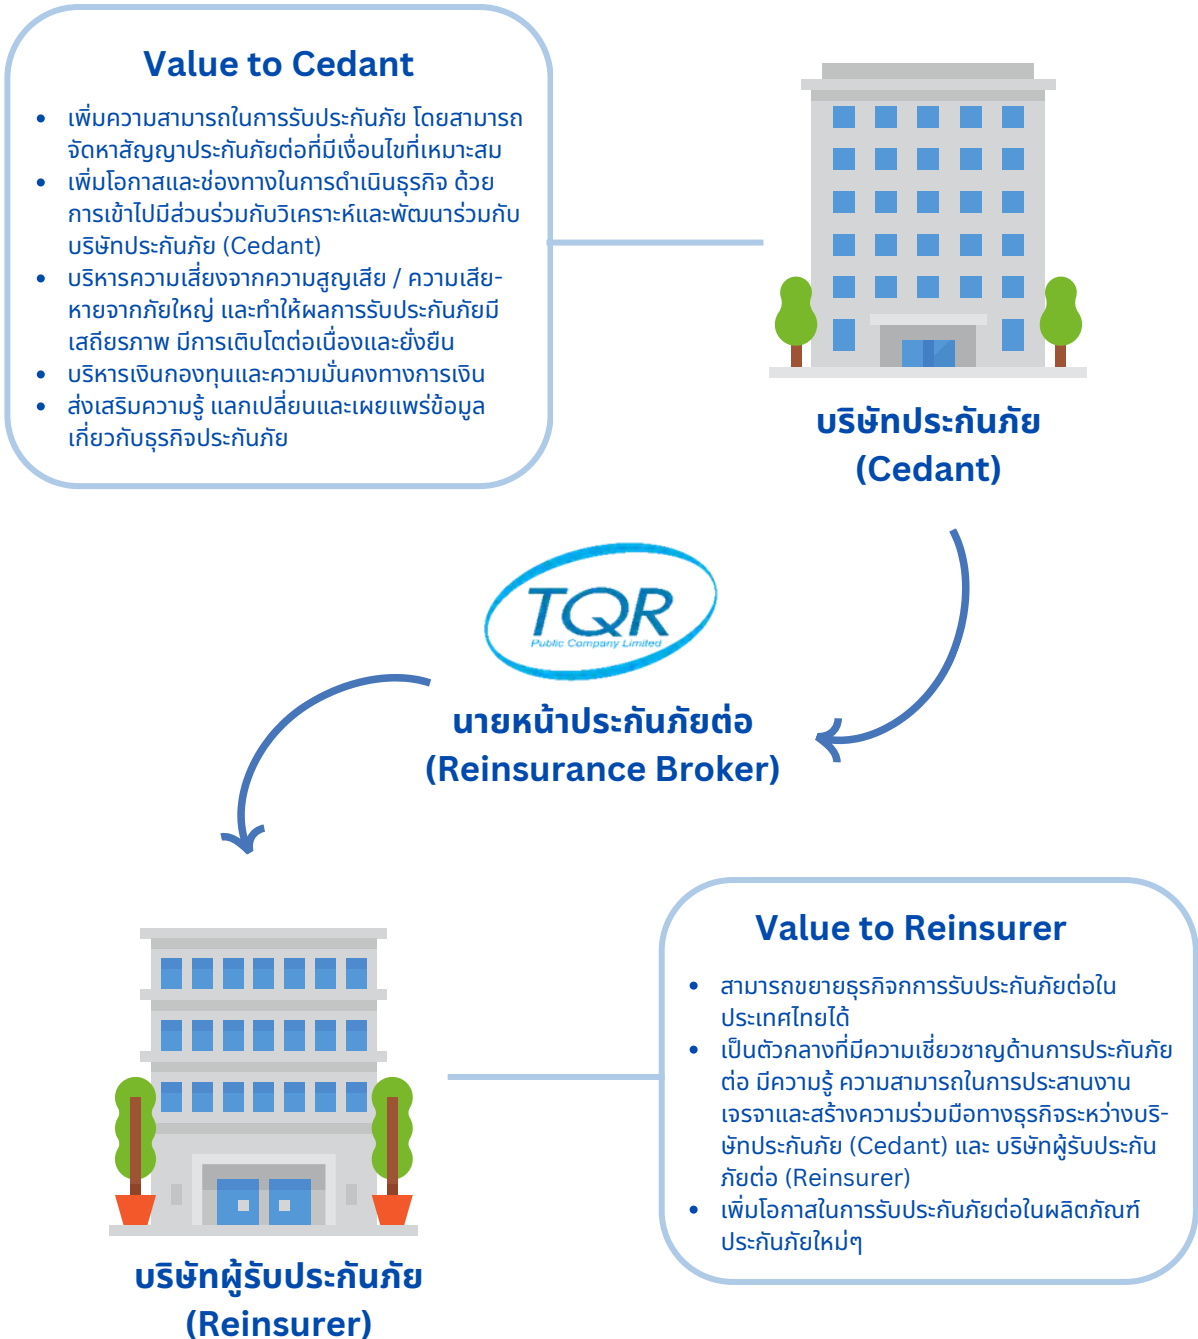 Value to Cedant
• เพิ่มความสามารถในการรับประกันภัย โดยสามารถ
จัดหาสัญญาประกันภัยต่อที่มีเงื่อนไขที่เหมาะสม
• เพิ่มโอกาสและช่องทางในการดำเนินธุรกิจ ด้วย
การเข้าไปมีส่วนร่วมกับวิเคราะห์และพัฒนาร่วมกับ
บริษัทประกันภัย (Cedant)
• บริหารความเสี่ยงจากความสูญเสีย / ความเสีย-
หายจากภัยใหญ่ และทำให้ผลการรับประกันภัยมี
เสถียรภาพ มีการเติบโตต่อเนื่องและยั่งยืน
• บริหารเงินกองทุนและความมั่นคงทางการเงิน
• ส่งเสริมความรู้ แลกเปลี่ยนและเผยแพร่ข้อมูล
เกี่ยวกับธุรกิจประกันภัย
บริษัทประกันภัย
(Cedant)
TQR
Public Company Limited
นายหน้าประกันภัยต่อ
(Reinsurance Broker)
Value to Reinsurer
• สามารถขยายธุรกิจกการรับประกันภัยต่อใน
ประเทศไทยได้
• เป็นตัวกลางที่มีความเชี่ยวชาญด้านการประกันภัย
ต่อ มีความรู้ ความสามารถในการประสานงาน
เจรจาและสร้างความร่วมมือทางธุรกิจระหว่างบริ-
ษัทประกันภัย (Cedant) และ บริษัทผู้รับประกัน
ภัยต่อ (Reinsurer)
• เพิ่มโอกาสในการรับประกันภัยต่อในผลิตภัณฑ์
ประกันภัยใหม่ๆ
บริษัทผู้รับประกันภัย
(Reinsurer)